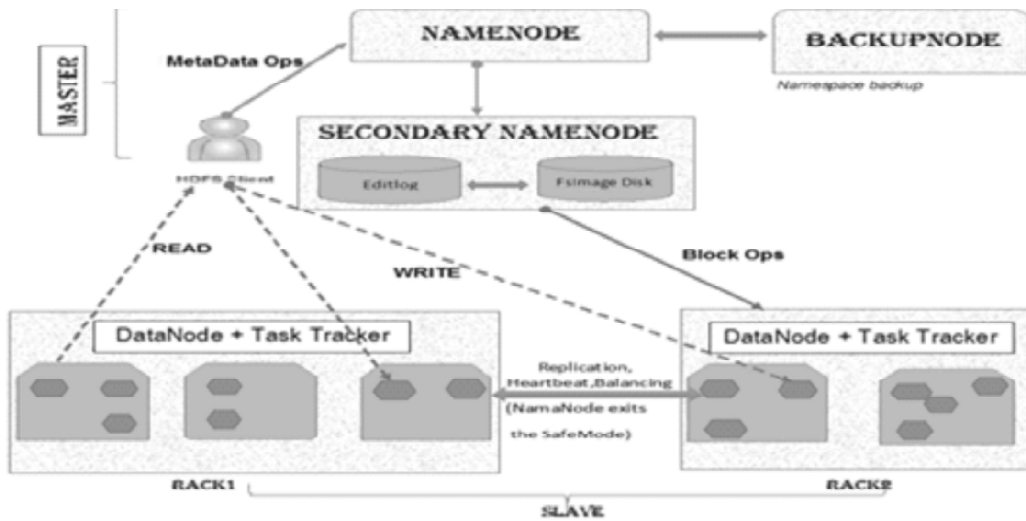 NAMENODE
BACKUPNODE
MetaData Ops
Namespace backup
MASTER
SECONDARY NAMENODE
HDFS Client
Editlog
FsImage Disk
READ
WRITE
Block Ops
DataNode + Task Tracker
DataNode + Task Tracker
Replication,
Heartbeat,Balancing
(NamaNode exits
the SafeMode)
RACK1
RACK2
SLAVE